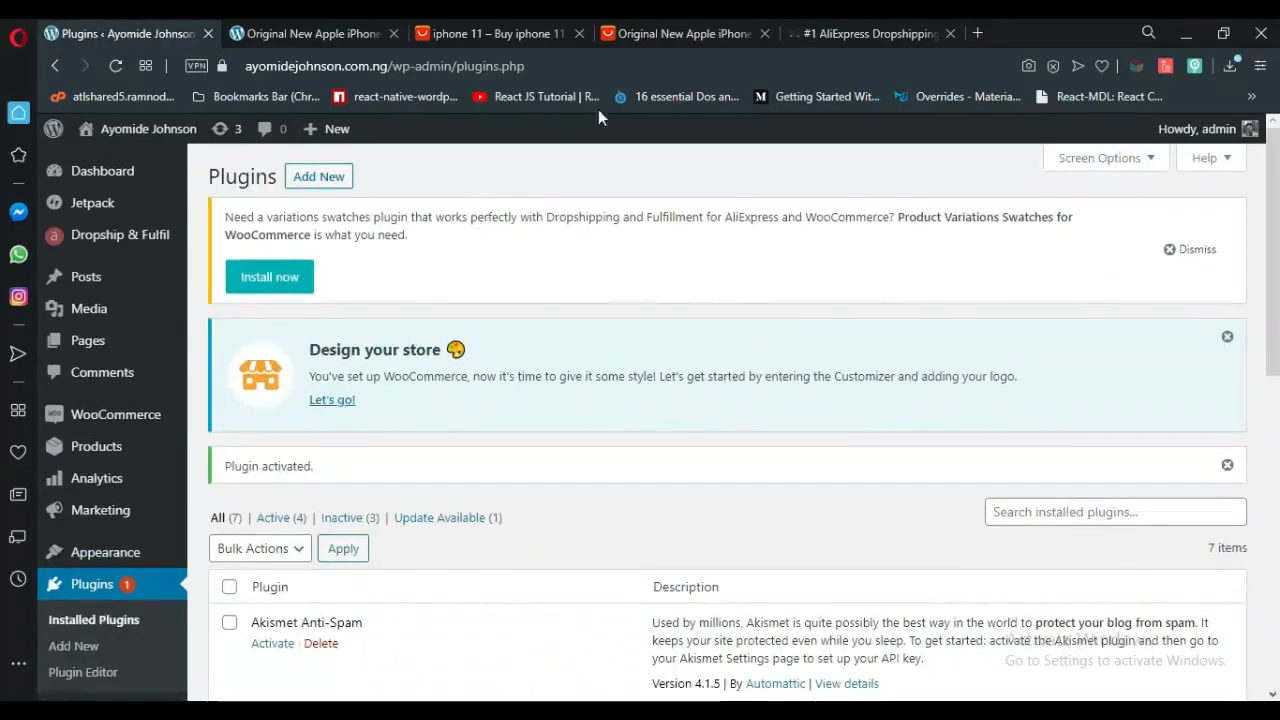 Plugins ‹ Ayomide Johnson
Original New Apple iPhone
iphone 11 – Buy iphone 11
Original New Apple iPhone
#1 AliExpress Dropshipping
VPN
ayomidejohnson.com.ng/wp-admin/plugins.php
atlshared5.ramnod...
Bookmarks Bar (Chr...
react-native-wordp...
React JS Tutorial | R...
16 essential Dos an...
Getting Started Wit...
Overrides - Materia...
React-MDL: React C...
Ayomide Johnson
3
0
New
Howdy, admin
Dashboard
Jetpack
Dropship & Fulfil
Posts
Media
Pages
Comments
WooCommerce
Products
Analytics
Marketing
Appearance
Plugins 1
Installed Plugins
Add New
Plugin Editor
Screen Options
Help
Plugins
Add New
Need a variations swatches plugin that works perfectly with Dropshipping and Fulfillment for AliExpress and WooCommerce? Product Variations Swatches for
WooCommerce is what you need.
Dismiss
Install now
Design your store
You've set up WooCommerce, now it's time to give it some style! Let's get started by entering the Customizer and adding your logo.
Let's go!
Plugin activated.
All (7) | Active (4) | Inactive (3) | Update Available (1)
Search installed plugins...
Bulk Actions
Apply
7 items
Plugin
Description
Akismet Anti-Spam
Activate | Delete
Used by millions, Akismet is quite possibly the best way in the world to protect your blog from spam. It
keeps your site protected even while you sleep. To get started: activate the Akismet plugin and then go to
your Akismet Settings page to set up your API key.
Version 4.1.5 | By Automattic | View details
Activate Windows
Go to Settings to activate Windows.